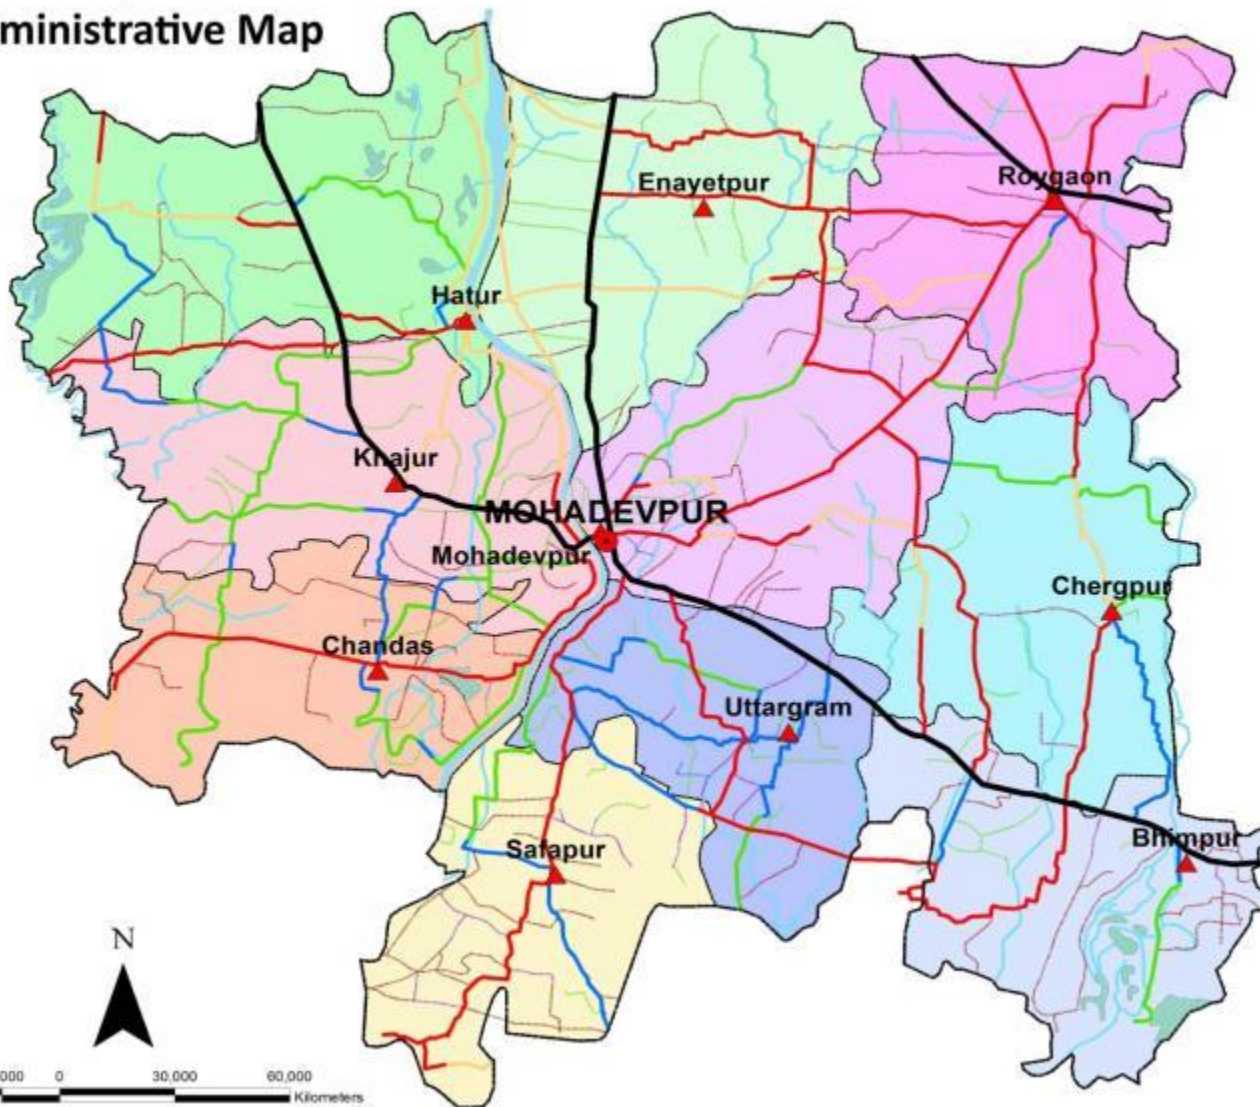 ministrative Map
Enayetpur
Roygaon
Hatur
Khajur
MOHADEVPUR
Mohadevpur
Chergpur
Chandas
Uttargram
Bhimpur
Safapur
N
000 0 30,000 60,000
Kilometers